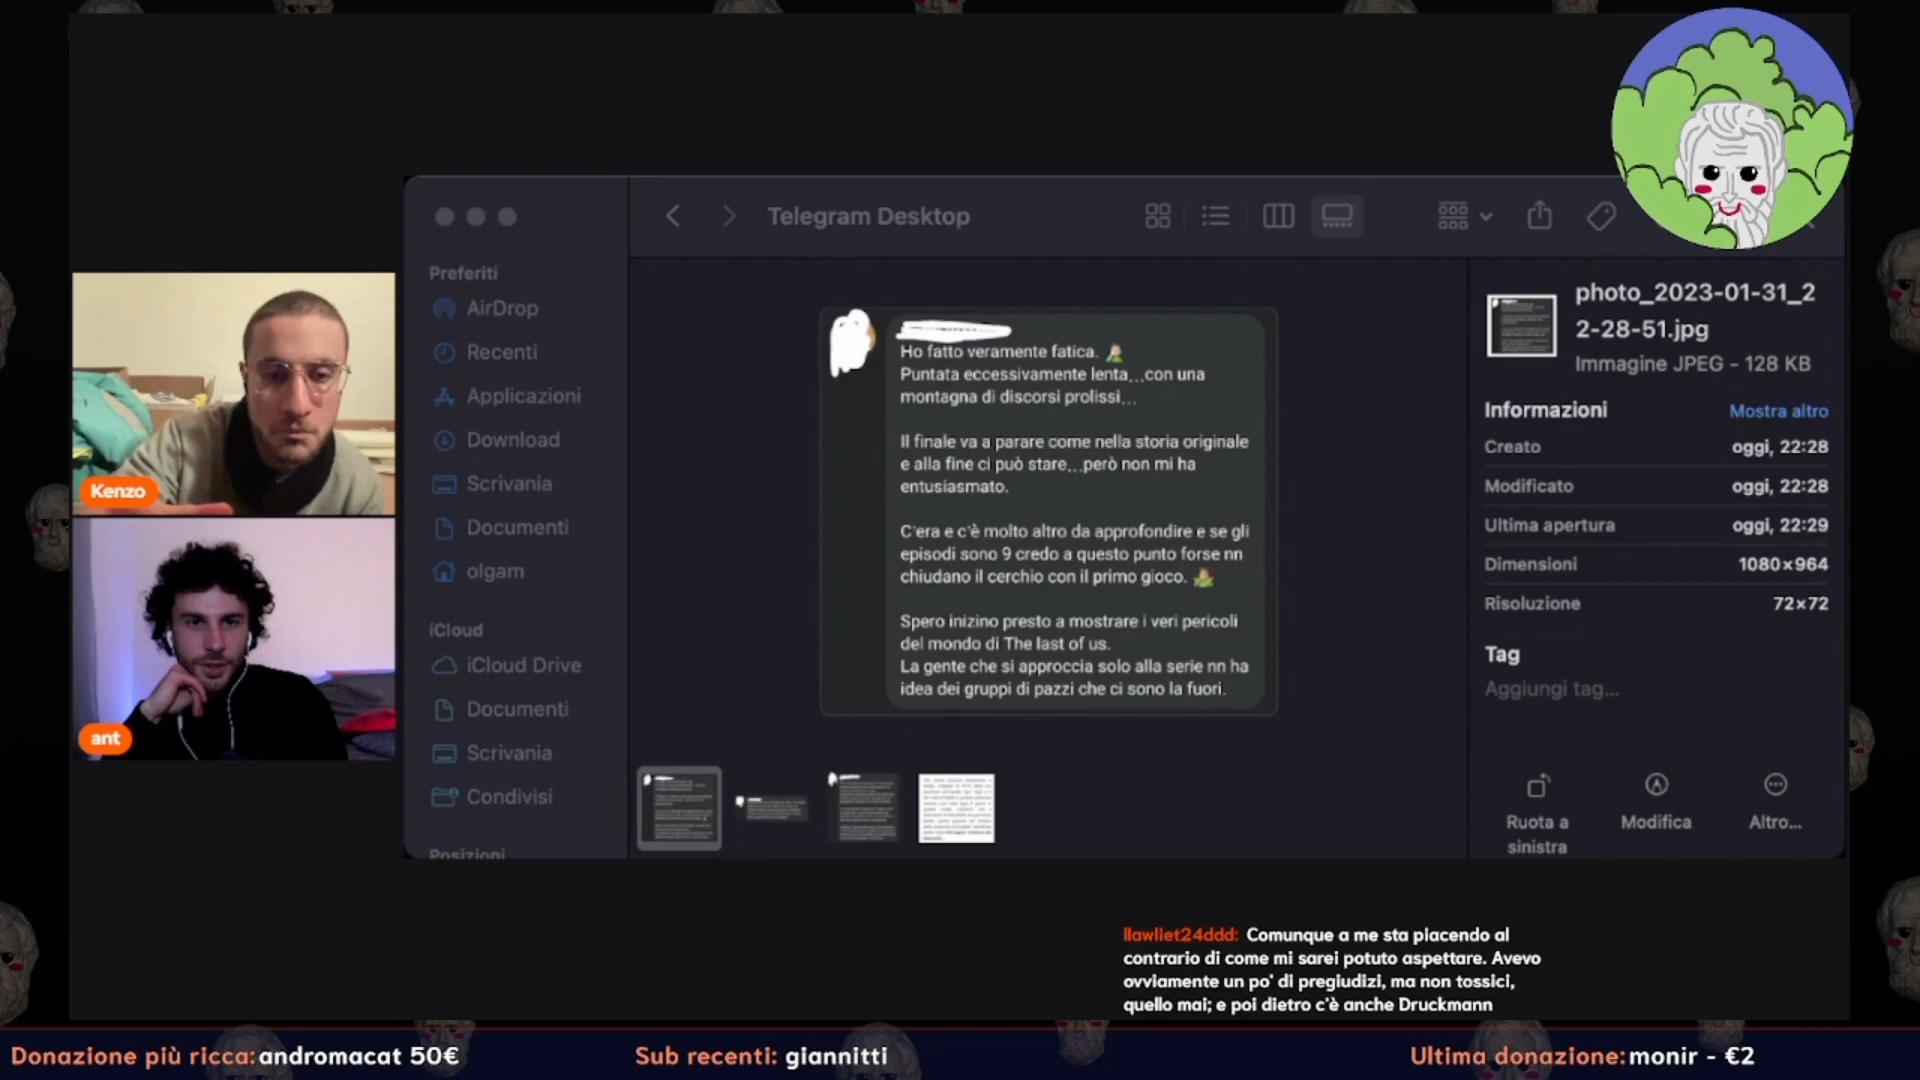 Telegram Desktop
Preferiti
AirDrop
Recenti
Applicazioni
Download
Scrivania
Documenti
olgam
iCloud
iCloud Drive
Documenti
Scrivania
Condivisi
Posizioni
Kenzo
ant
Ho fatto veramente fatica.
Puntata eccessivamente lenta...con una
montagna di discorsi prolissi...
Il finale va a parare come nella storia originale
e alla fine ci può stare...però non mi ha
entusiasmato.
C'era e c'è molto altro da approfondire e se gli
episodi sono 9 credo a questo punto forse nn
chiudano il cerchio con il primo gioco.
Spero inizino presto a mostrare i veri pericoli
del mondo di The last of us.
La gente che si approccia solo alla serie nn ha
idea dei gruppi di pazzi che ci sono la fuori.
photo_2023-01-31_2
2-28-51.jpg
Immagine JPEG - 128 KB
Informazioni Mostra altro
Creato oggi, 22:28
Modificato oggi, 22:28
Ultima apertura oggi, 22:29
Dimensioni 1080×964
Risoluzione 72×72
Tag
Aggiungi tag...
Ruota a
sinistra
Modifica
Altro...
llawliet24ddd: Comunque a me sta piacendo al
contrario di come mi sarei potuto aspettare. Avevo
ovviamente un po' di pregiudizi, ma non tossici,
quello mai; e poi dietro c'è anche Druckmann
Donazione più ricca: andromacat 50€
Sub recenti: giannitti
Ultima donazione: monir - €2